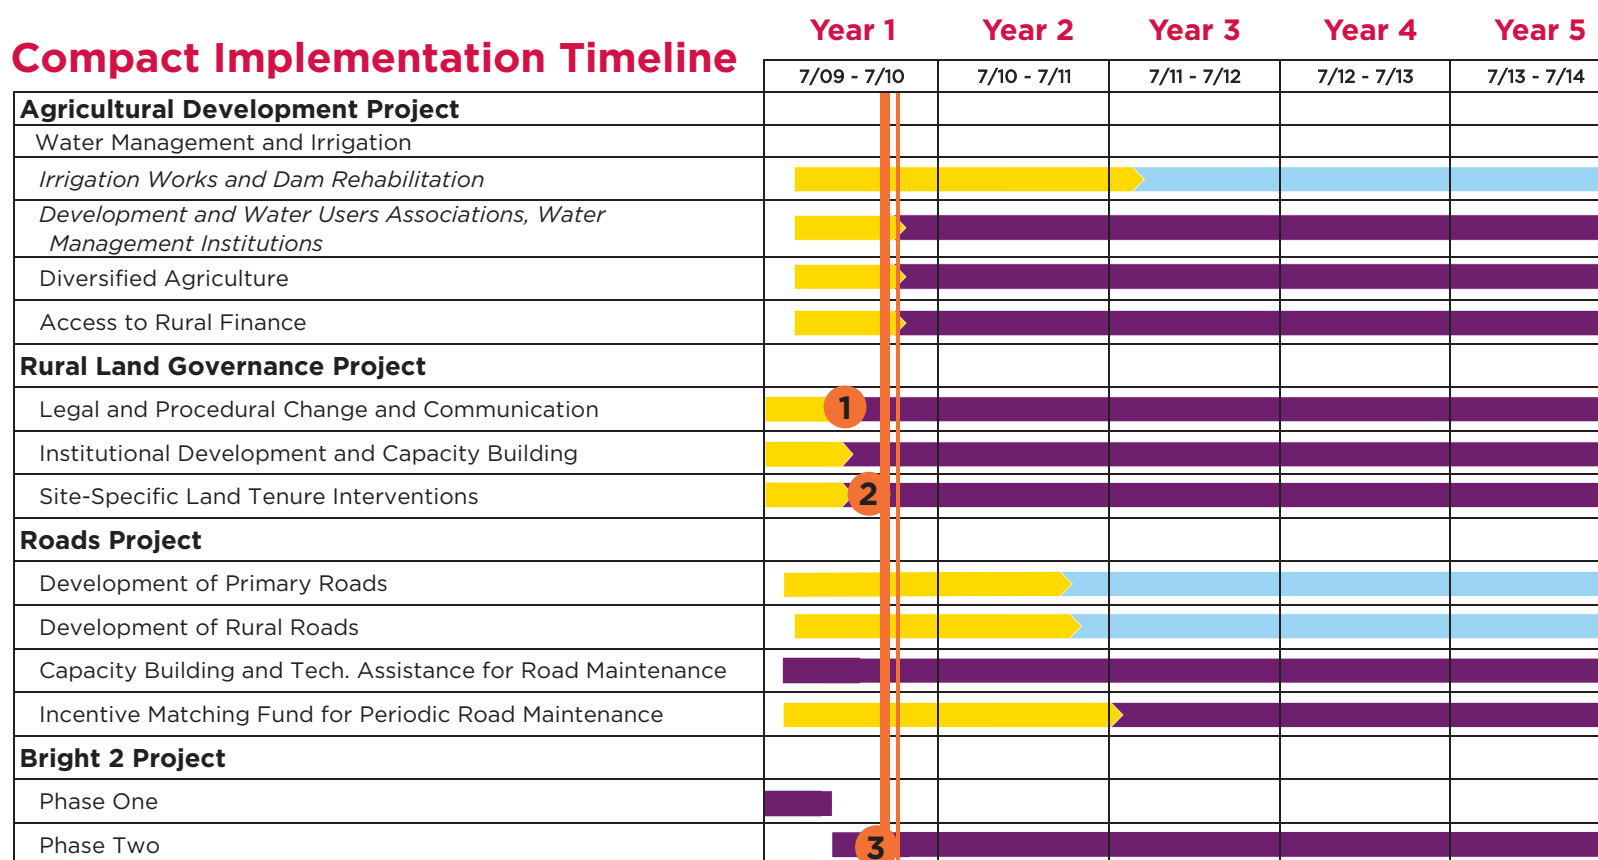 Compact Implementation Timeline
Year 1 Year 2 Year 3 Year 4 Year 5
7/09 - 7/10 7/10 - 7/11 7/11 - 7/12 7/12 - 7/13 7/13 - 7/14
Agricultural Development Project
Water Management and Irrigation
Irrigation Works and Dam Rehabilitation
Development and Water Users Associations, Water
Management Institutions
Diversified Agriculture
Access to Rural Finance
Rural Land Governance Project
Legal and Procedural Change and Communication 1
Institutional Development and Capacity Building
Site-Specific Land Tenure Interventions 2
Roads Project
Development of Primary Roads
Development of Rural Roads
Capacity Building and Tech. Assistance for Road Maintenance
Incentive Matching Fund for Periodic Road Maintenance
Bright 2 Project
Phase One
Phase Two 3